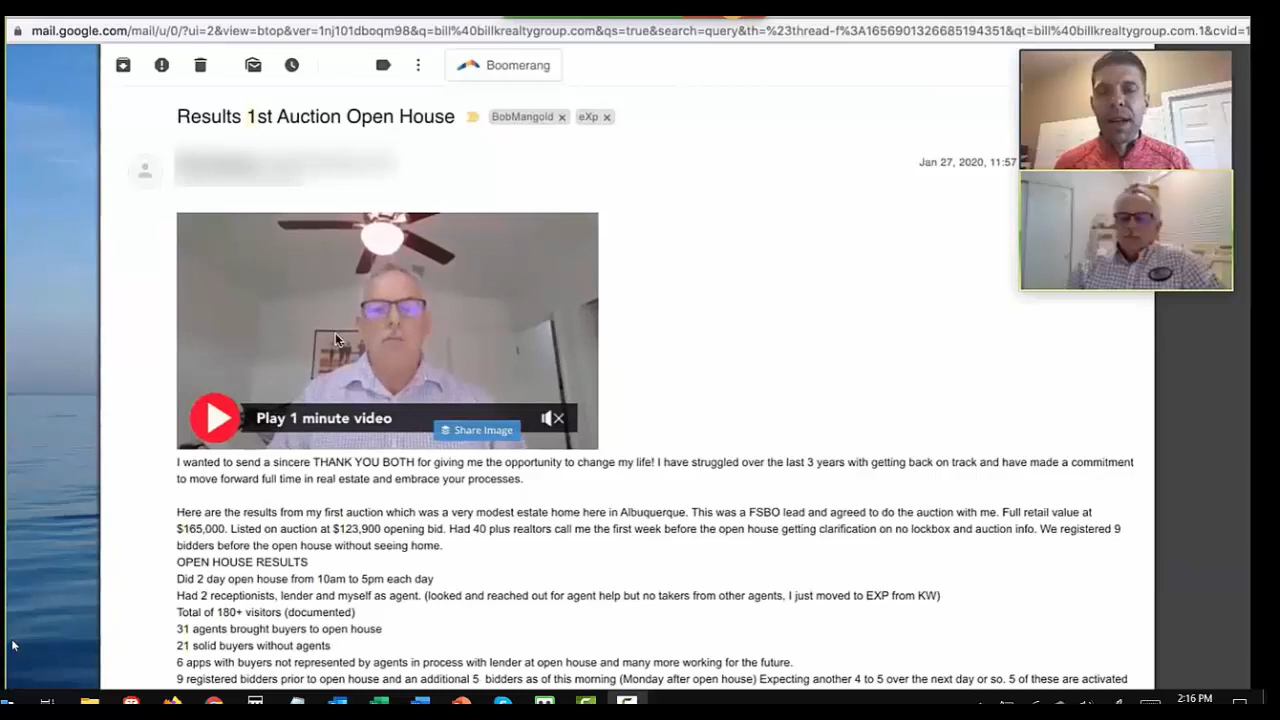 mail.google.com/mail/u/0/?ui=2&view=btop&ver=1nj101dboqm98&q=bill%40billkrealtygroup.com&qs=true&search=query&th=%23thread-f%3A1656901326685194351&qt=bill%40billkrealtygroup.com.1&cvid=1
Boomerang
Results 1st Auction Open House
BobMangold x
eXp x
Jan 27, 2020, 11:57
Play 1 minute video
Share Image
I wanted to send a sincere THANK YOU BOTH for giving me the opportunity to change my life! I have struggled over the last 3 years with getting back on track and have made a commitment
to move forward full time in real estate and embrace your processes.
Here are the results from my first auction which was a very modest estate home here in Albuquerque. This was a FSBO lead and agreed to do the auction with me. Full retail value at
$165,000. Listed on auction at $123,900 opening bid. Had 40 plus realtors call me the first week before the open house getting clarification on no lockbox and auction info. We registered 9
bidders before the open house without seeing home.
OPEN HOUSE RESULTS
Did 2 day open house from 10am to 5pm each day
Had 2 receptionists, lender and myself as agent. (looked and reached out for agent help but no takers from other agents, I just moved to EXP from KW)
Total of 180+ visitors (documented)
31 agents brought buyers to open house
21 solid buyers without agents
6 apps with buyers not represented by agents in process with lender at open house and many more working for the future.
9 registered bidders prior to open house and an additional 5 bidders as of this morning (Monday after open house) Expecting another 4 to 5 over the next day or so. 5 of these are activated
2:16 PM